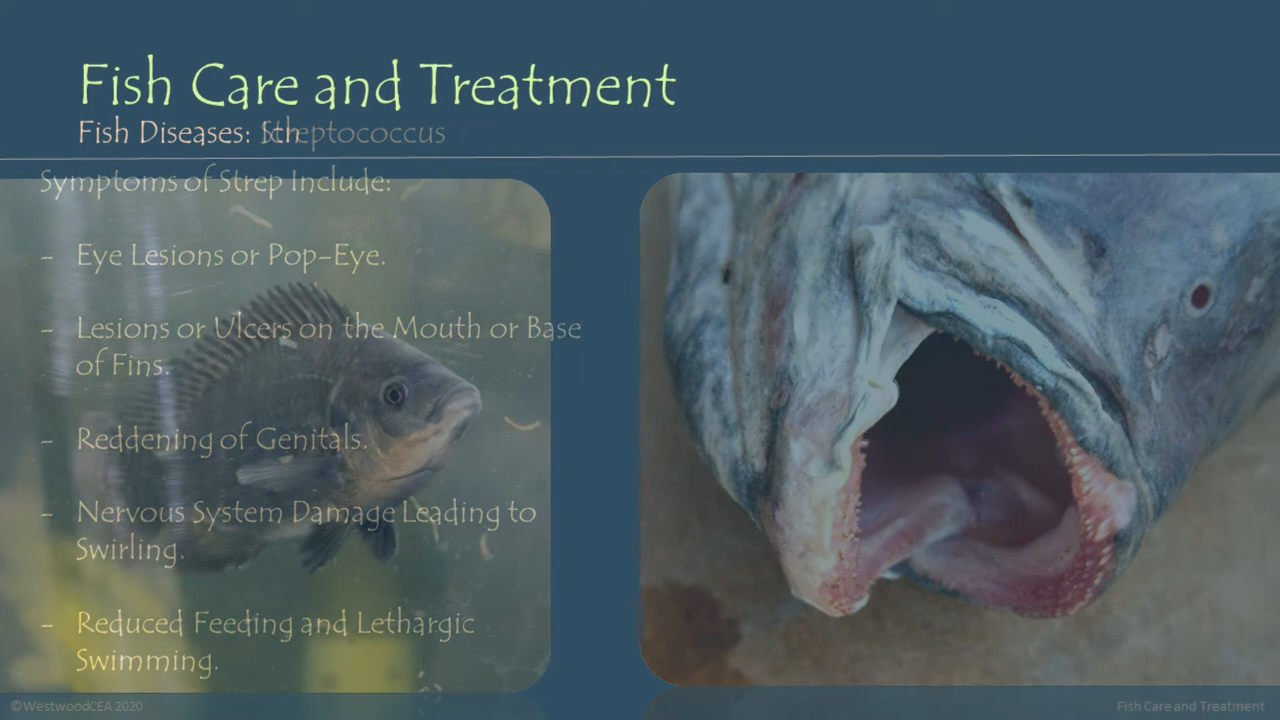 Fish Care and Treatment
Fish Diseases: Streptococcus
Symptoms of Strep Include:
- Eye Lesions or Pop-Eye.
- Lesions or Ulcers on the Mouth or Base
of Fins.
- Reddening of Genitals.
- Nervous System Damage Leading to
Swirling.
- Reduced Feeding and Lethargic
Swimming.
©WestwoodCEA 2020
Fish Care and Treatment